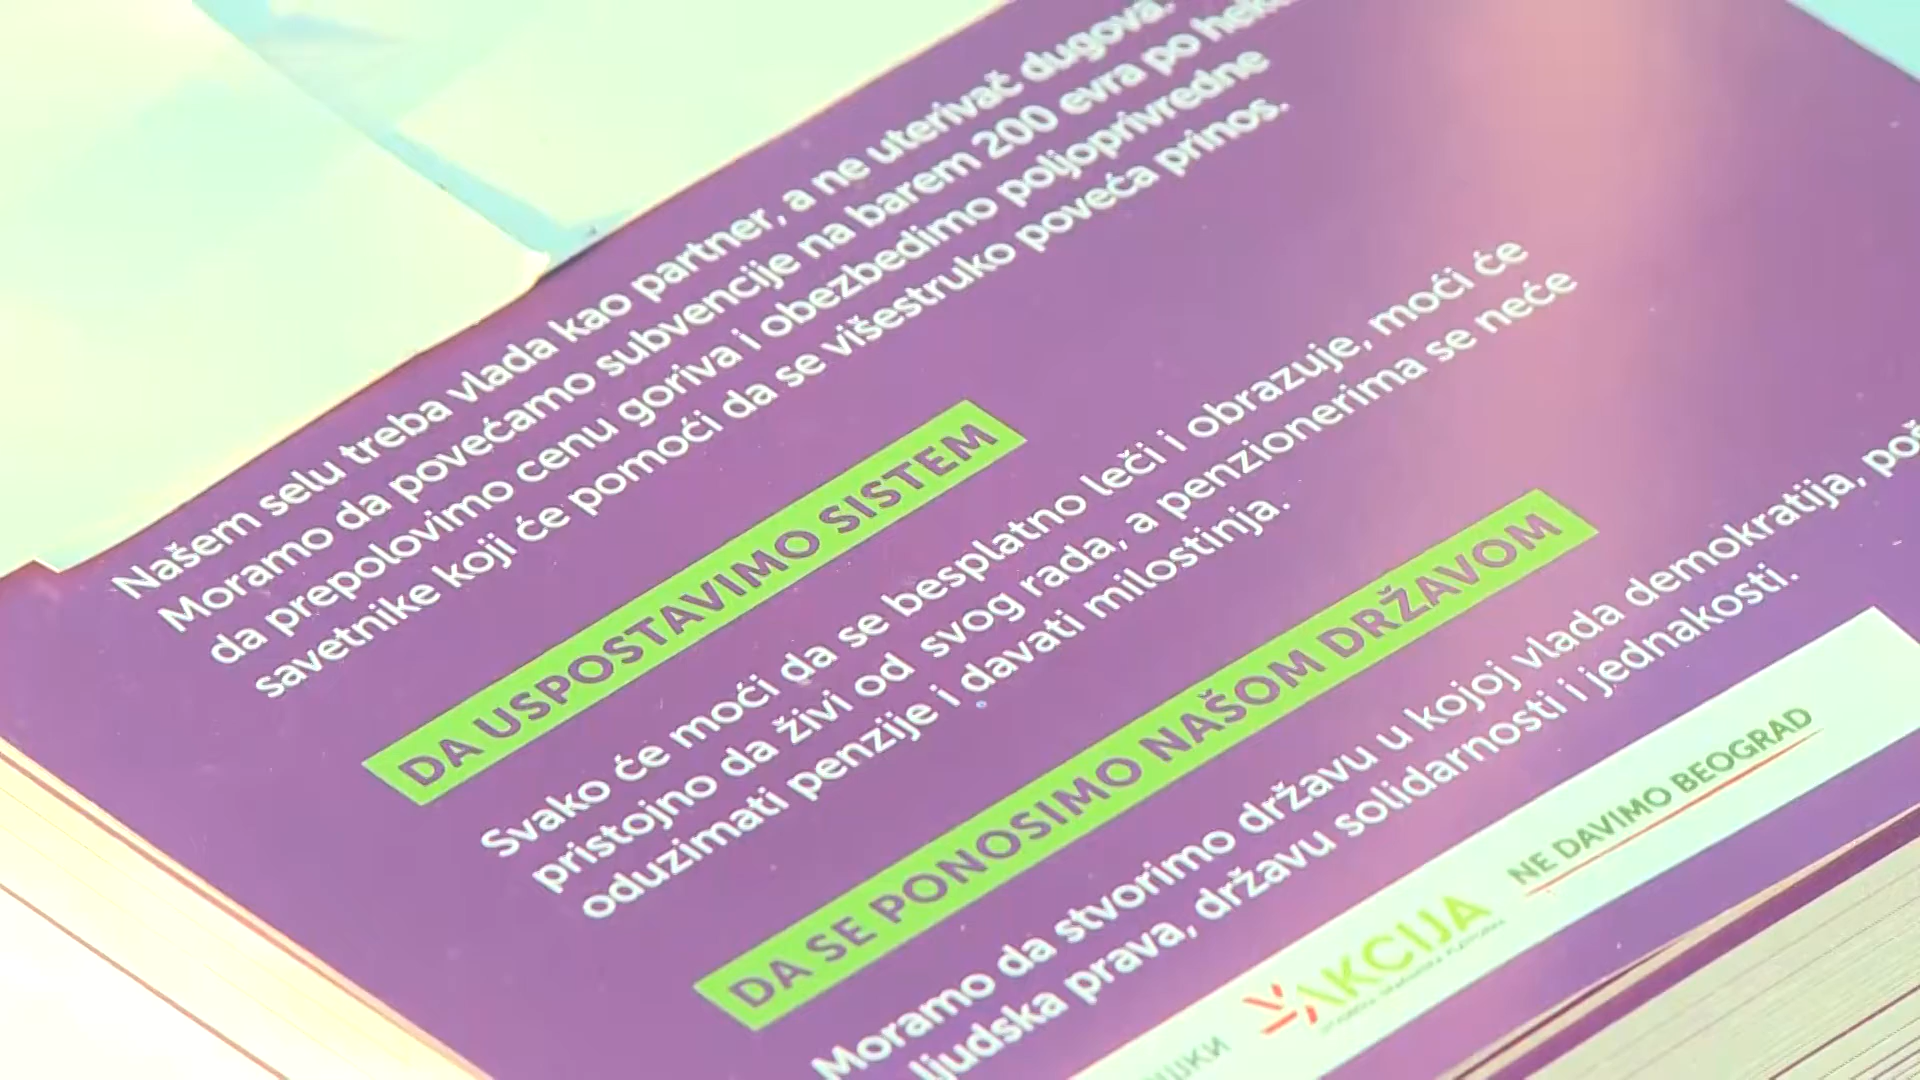 Našem selu treba vlada kao partner, a ne uterivač dugova.
Moramo da povećamo subvencije na barem 200 evra po
da prepolovimo cenu goriva i obezbedimo poljoprivredne
savetnike koji će pomoći da se višestruko poveća prinos.
DA USPOSTAVIMO SISTEM
Svako će moći da se besplatno leči i obrazuje, moći će
pristojno da živi od svog rada, a penzionerima se neće
oduzimati penzije i davati milostinja.
DA SE PONOSIMO NAŠOM DRŽAVOM
Moramo da stvorimo državu u kojoj vlada demokratija,
ljudska prava, državu solidarnosti i jednakosti.
AKCIJA
NE DAVIMO BEOGRAD